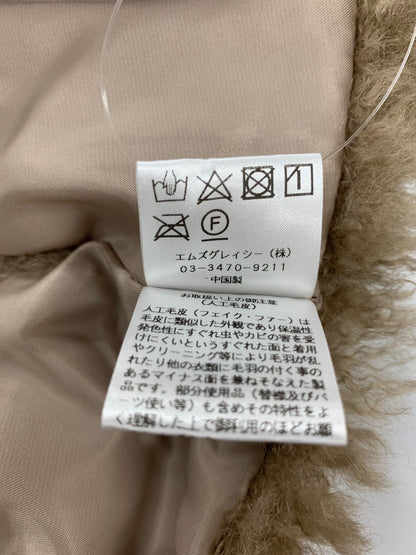 エムズグレイシー（株）
03-3470-9211
中国製
お取扱い上の御注意
（人工毛皮）
人工毛皮（フェイク・ファー）は
毛皮に類似した外観であり保温性
発色性にすぐれ虫やカビの害を受
けにくいというすぐれた面と着用
やクリーニング等により毛羽が乱
れたり他の衣類に毛羽の付く事の
あるマイナス面を兼ねそなえた製
品です。部分使用品（替様及びパ
ーツ使い等）も含めその特性をよ
く理解した上で御利用のほどお願